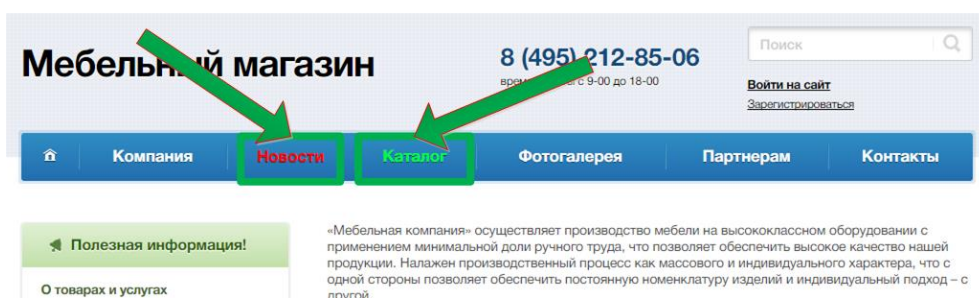 Мебельный магазин
8 (495) 212-85-06
с 9-00 до 18-00
Поиск
Войти на сайт
Зарегистрироваться
Компания Новости Каталог Фотогалерея Партнерам Контакты
Полезная информация!
О товарах и услугах
«Мебельная компания» осуществляет производство мебели на высококлассном оборудовании с
применением минимальной доли ручного труда, что позволяет обеспечить высокое качество нашей
продукции. Налажен производственный процесс как массового и индивидуального характера, что с
одной стороны позволяет обеспечить постоянную номенклатуру изделий и индивидуальный подход – с
другой